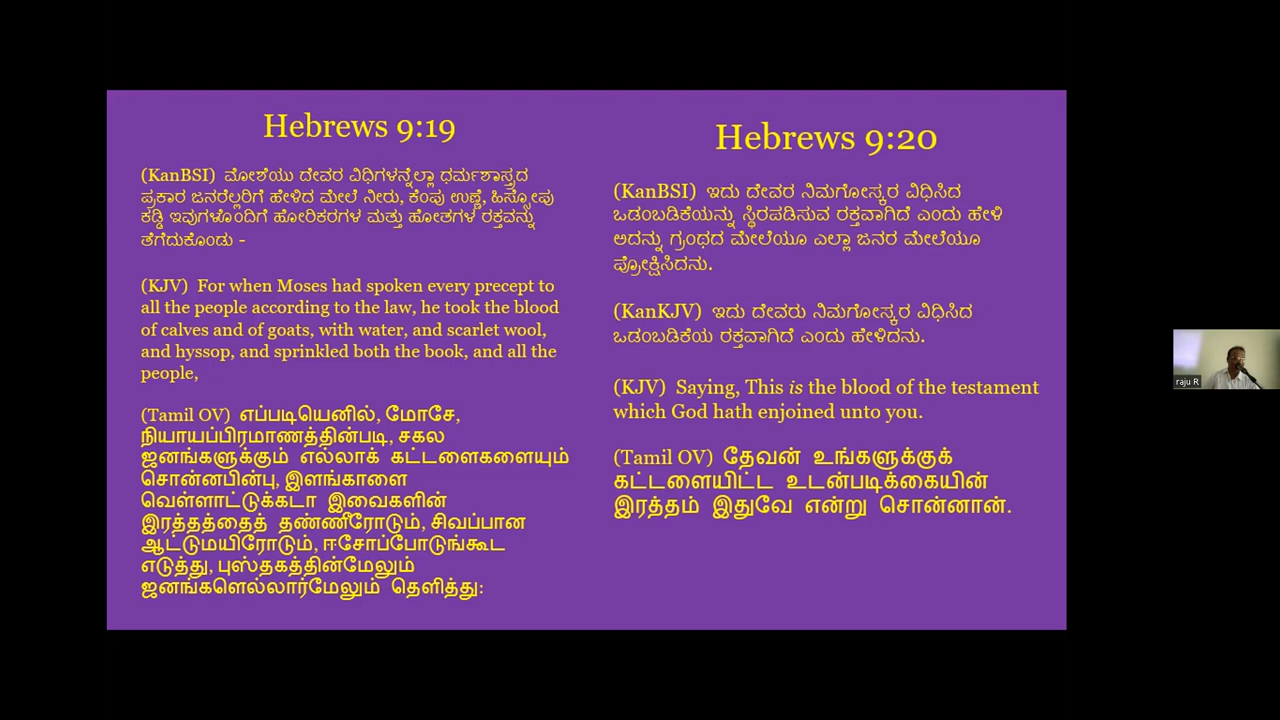 Hebrews 9:19
(KanBSI) ಮೋಶೆಯು ದೇವರ ವಿಧಿಗಳನ್ನೆಲ್ಲಾ ಧರ್ಮಶಾಸ್ತ್ರದ
ಪ್ರಕಾರ ಜನರೆಲ್ಲರಿಗೆ ಹೇಳಿದ ಮೇಲೆ ನೀರು, ಕೆಂಪು ಉಣ್ಣೆ, ಹಿಸ್ಸೋಪು
ಕಡ್ಡಿ ಇವುಗಳೊಂದಿಗೆ ಹೋರಿಕರಗಳ ಮತ್ತು ಹೋತಗಳ ರಕ್ತವನ್ನು
ತೆಗೆದುಕೊಂಡು -
(KJV) For when Moses had spoken every precept to
all the people according to the law, he took the blood
of calves and of goats, with water, and scarlet wool,
and hyssop, and sprinkled both the book, and all the
people,
(Tamil OV) எப்படியெனில், மோசே,
நியாயப்பிரமாணத்தின்படி, சகல
ஜனங்களுக்கும் எல்லாக் கட்டளைகளையும்
சொன்னபின்பு, இளங்காளை
வெள்ளாட்டுக்கடா இவைகளின்
இரத்தத்தைத் தண்ணீரோடும், சிவப்பான
ஆட்டுமயிரோடும், ஈசோப்போடுங்கூட
எடுத்து, புஸ்தகத்தின்மேலும்
ஜனங்களெல்லார்மேலும் தெளித்து:
Hebrews 9:20
(KanBSI) ಇದು ದೇವರ ನಿಮಗೋಸ್ಕರ ವಿಧಿಸಿದ
ಒಡಂಬಡಿಕೆಯನ್ನು ಸ್ಥಿರಪಡಿಸುವ ರಕ್ತವಾಗಿದೆ ಎಂದು ಹೇಳಿ
ಅದನ್ನು ಗ್ರಂಥದ ಮೇಲೆಯೂ ಎಲ್ಲಾ ಜನರ ಮೇಲೆಯೂ
ಪ್ರೋಕ್ಷಿಸಿದನು.
(KanKJV) ಇದು ದೇವರು ನಿಮಗೋಸ್ಕರ ವಿಧಿಸಿದ
ಒಡಂಬಡಿಕೆಯ ರಕ್ತವಾಗಿದೆ ಎಂದು ಹೇಳಿದನು.
(KJV) Saying, This is the blood of the testament
which God hath enjoined unto you.
(Tamil OV) தேவன் உங்களுக்குக்
கட்டளையிட்ட உடன்படிக்கையின்
இரத்தம் இதுவே என்று சொன்னான்.
raju R